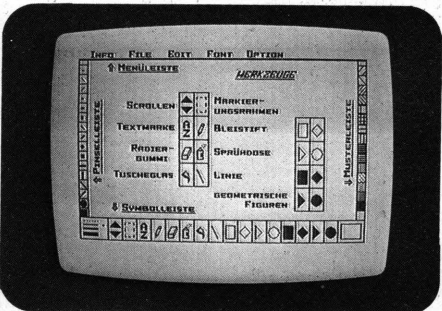 INFO FILE EDIT FONT OPTION
⇧ MENÜLEISTE
WERKZEUGE
SCROLLEN
MARKIER-
UNGSRAHMEN
TEXTMARKE
BLEISTIFT
RADIER-
GUMMI
SPRÜHDOSE
TUSCHEGLAS
LINIE
GEOMETRISCHE
FIGUREN
⇧ PINSELLEISTE
⇩ MUSTERLEISTE
⇩ SYMBOLLEISTE